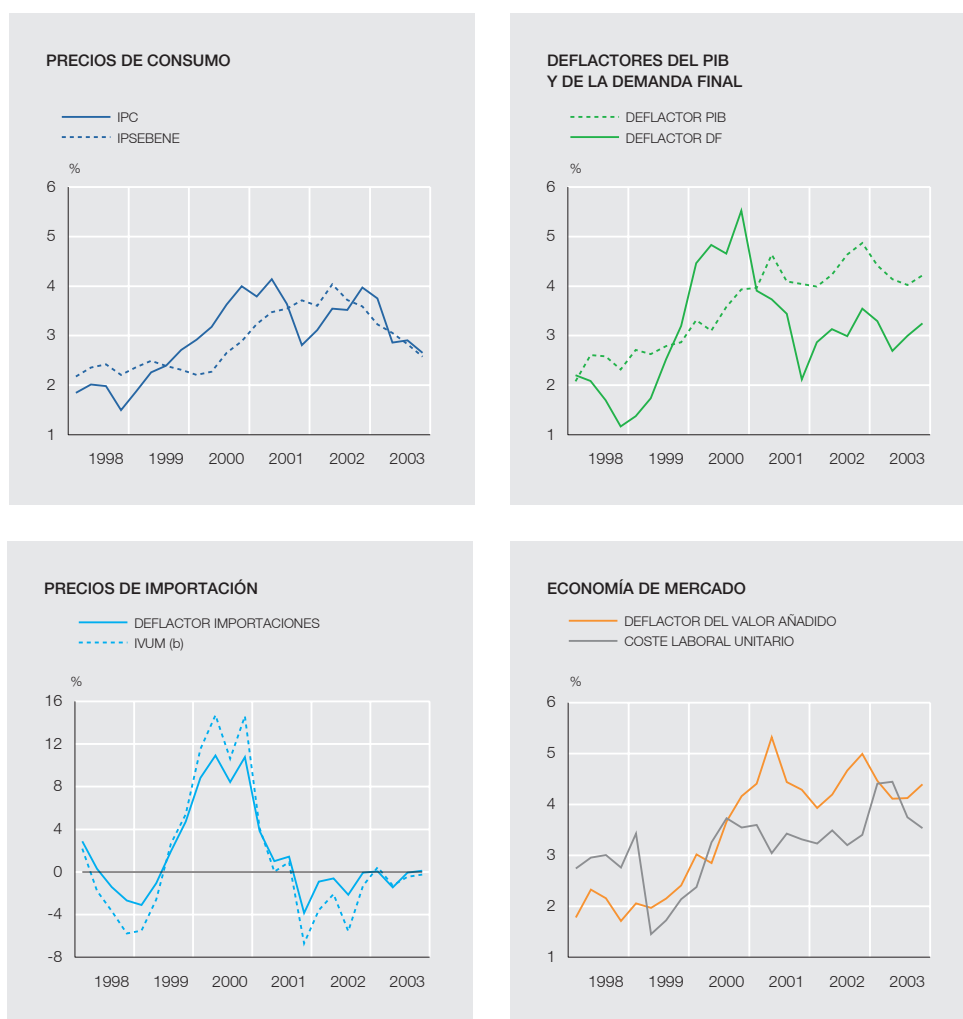 PRECIOS DE CONSUMO
IPC
IPSEBENE
%
6
5
4
3
2
1
1998 1999 2000 2001 2002 2003
DEFLACTORES DEL PIB
Y DE LA DEMANDA FINAL
DEFLACTOR PIB
DEFLACTOR DF
%
6
5
4
3
2
1
1998 1999 2000 2001 2002 2003
PRECIOS DE IMPORTACIÓN
DEFLACTOR IMPORTACIONES
IVUM (b)
%
16
12
8
4
0
-4
-8
1998 1999 2000 2001 2002 2003
ECONOMÍA DE MERCADO
DEFLACTOR DEL VALOR AÑADIDO
COSTE LABORAL UNITARIO
%
6
5
4
3
2
1
1998 1999 2000 2001 2002 2003